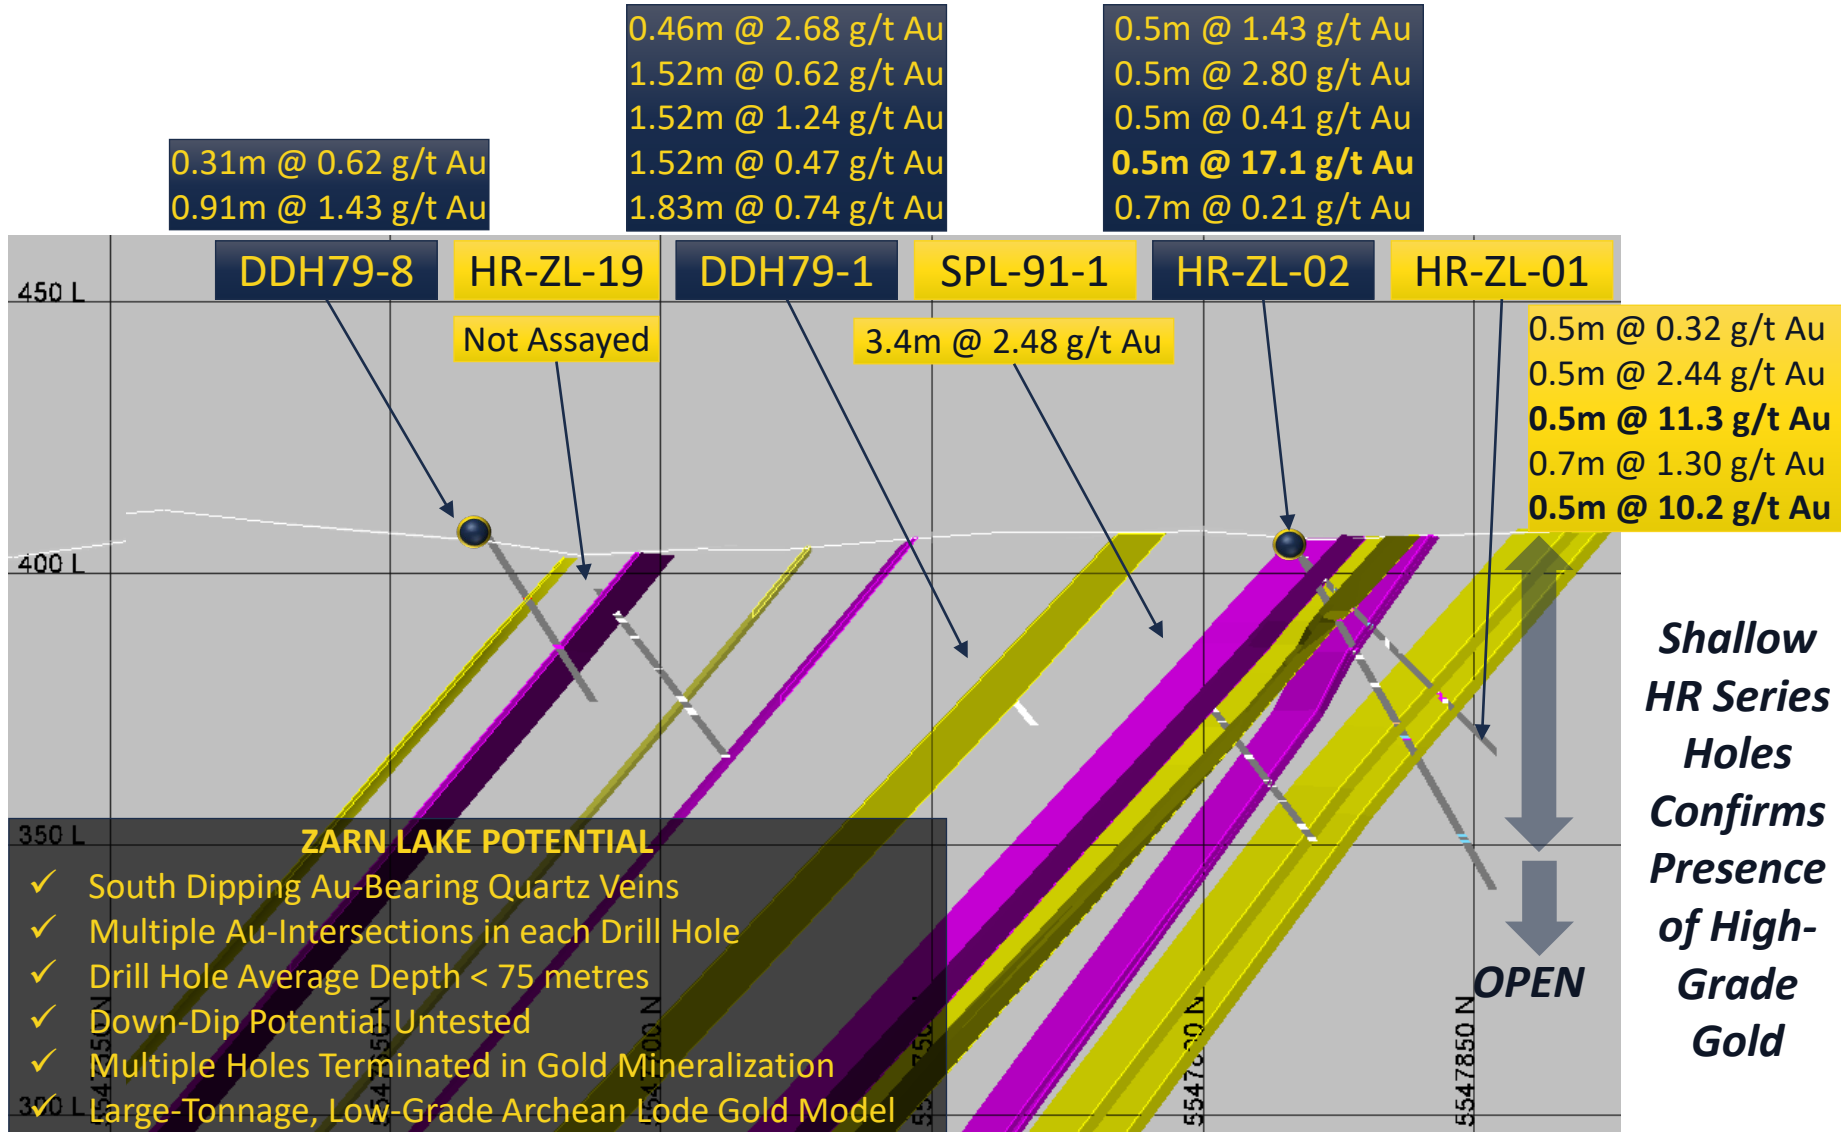 0.46m @ 2.68 g/t Au
1.52m @ 0.62 g/t Au
1.52m @ 1.24 g/t Au
1.52m @ 0.47 g/t Au
1.83m @ 0.74 g/t Au
0.5m @ 1.43 g/t Au
0.5m @ 2.80 g/t Au
0.5m @ 0.41 g/t Au
0.5m @ 17.1 g/t Au
0.7m @ 0.21 g/t Au
0.31m @ 0.62 g/t Au
0.91m @ 1.43 g/t Au
DDH79-8
HR-ZL-19
DDH79-1
SPL-91-1
HR-ZL-02
HR-ZL-01
450 L
Not Assayed
3.4m @ 2.48 g/t Au
0.5m @ 0.32 g/t Au
0.5m @ 2.44 g/t Au
0.5m @ 11.3 g/t Au
0.7m @ 1.30 g/t Au
0.5m @ 10.2 g/t Au
400 L
Shallow
HR Series
Holes
Confirms
Presence
of High-
Grade
Gold
OPEN
350 L
ZARN LAKE POTENTIAL
✓ South Dipping Au-Bearing Quartz Veins
✓ Multiple Au-Intersections in each Drill Hole
✓ Drill Hole Average Depth < 75 metres
✓ Down-Dip Potential Untested
✓ Multiple Holes Terminated in Gold Mineralization
✓ Large-Tonnage, Low-Grade Archean Lode Gold Model
300 L
5547800 N
5547850 N